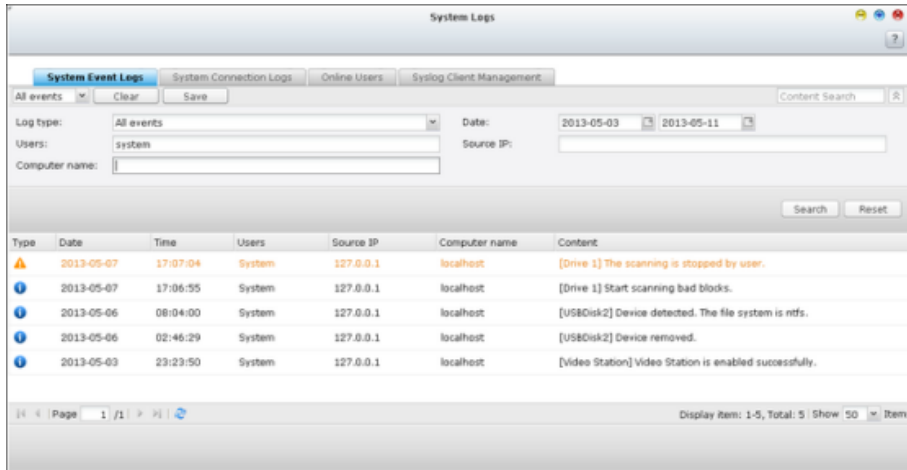 System Logs
?
System Event Logs System Connection Logs Online Users Syslog Client Management
All events Clear Save Content Search
Log type: All events Date: 2013-05-03 2013-05-11
Users: system Source IP:
Computer name:
Search Reset
Type Date Time Users Source IP Computer name Content
2013-05-07 17:07:04 System 127.0.0.1 localhost [Drive 1] The scanning is stopped by user.
2013-05-07 17:06:55 System 127.0.0.1 localhost [Drive 1] Start scanning bad blocks.
2013-05-06 08:04:00 System 127.0.0.1 localhost [USBDisk2] Device detected. The file system is ntfs.
2013-05-06 02:46:29 System 127.0.0.1 localhost [USBDisk2] Device removed.
2013-05-03 23:23:50 System 127.0.0.1 localhost [Video Station] Video Station is enabled successfully.
Page 1 /1 Display item: 1-5, Total: 5 Show 50 Item